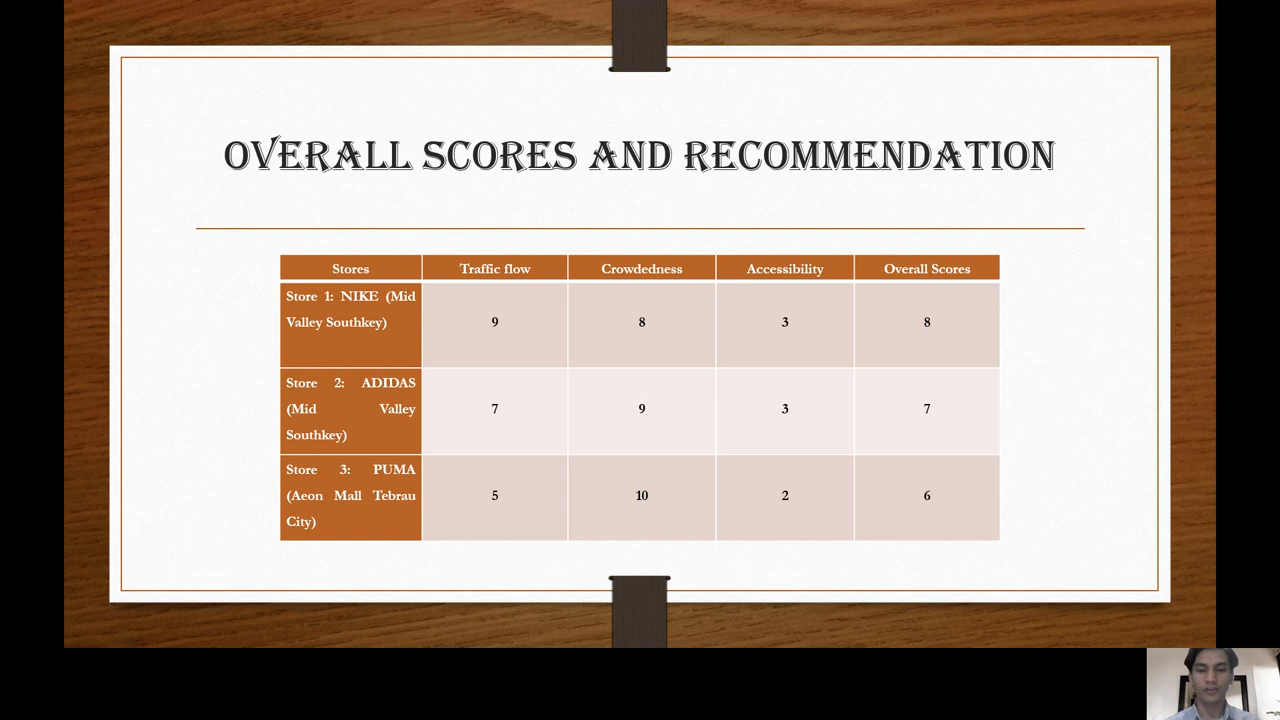 OVERALL SCORES AND RECOMMENDATION
Stores Traffic flow Crowdedness Accessibility Overall Scores
Store 1: NIKE (Mid
Valley Southkey)
9 8 3 8
Store 2: ADIDAS
(Mid Valley
Southkey)
7 9 3 7
Store 3: PUMA
(Aeon Mall Tebrau
City)
5 10 2 6